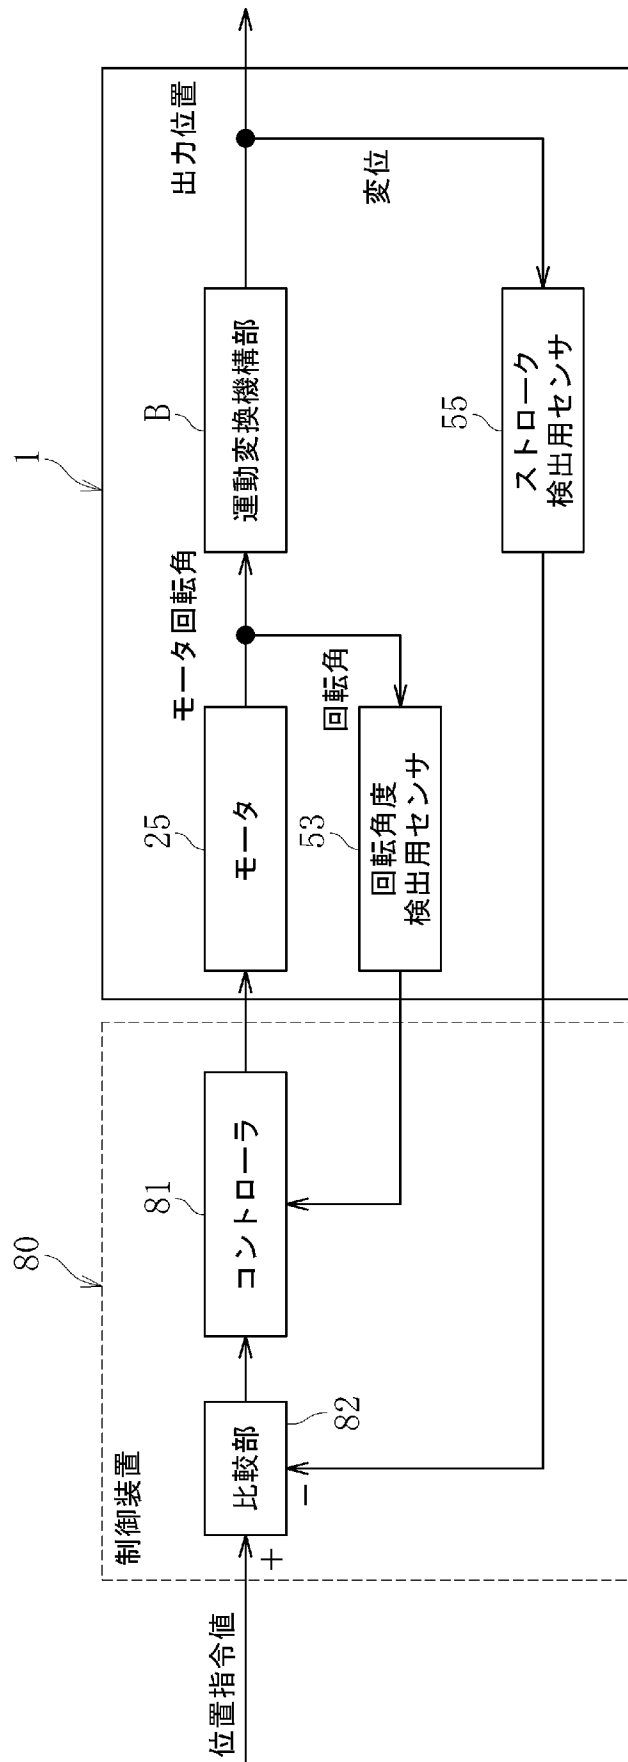 位置指令値
制御装置
80
+
−
比較部
82
コントローラ
81
1
モータ
25
モータ回転角
回転角
回転角度
検出用センサ
53
運動変換機構部
B
出力位置
変位
ストローク
検出用センサ
55